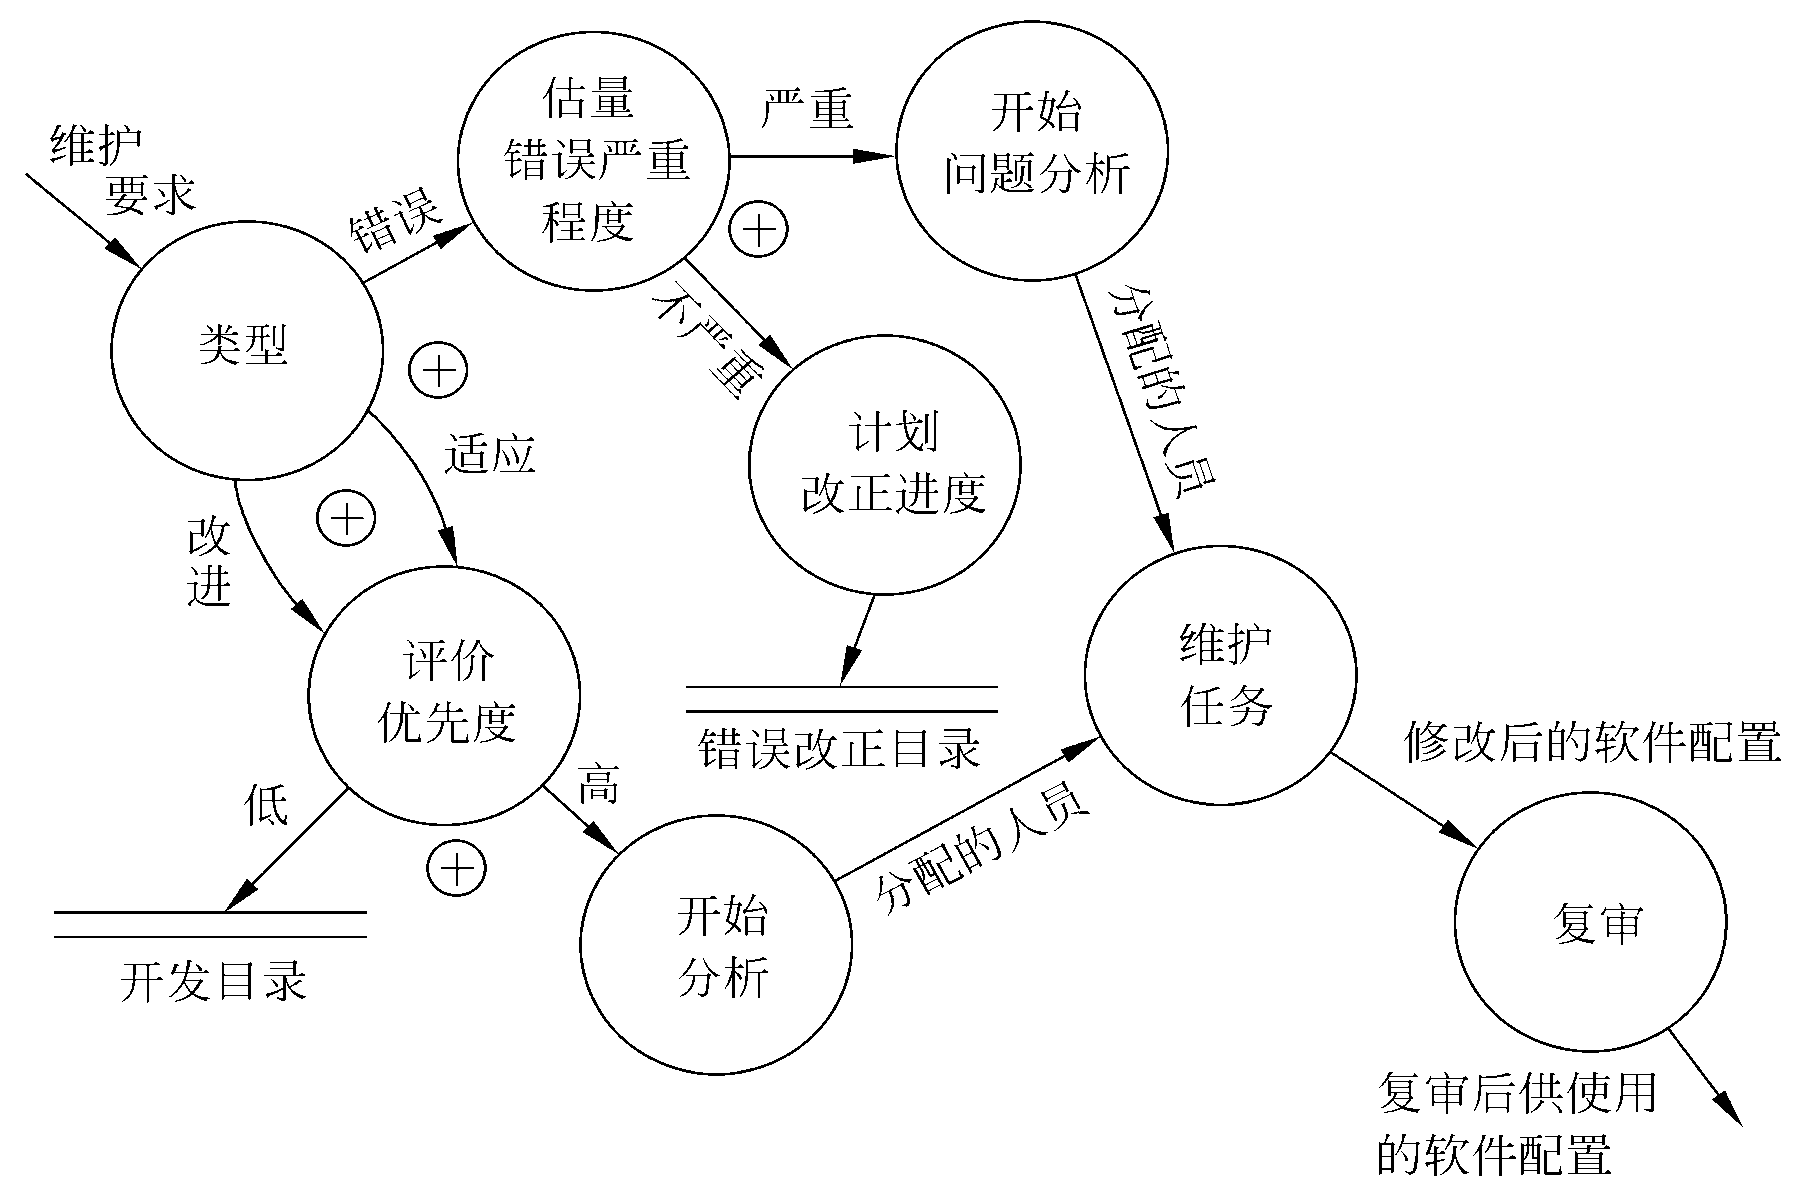 维护
要求
类型
错误
估量
错误严重
程度
严重
开始
问题分析
不严重
计划
改正进度
错误改正目录
适应
改
进
评价
优先度
低
高
开发目录
开始
分析
分配的人员
分配的人员
维护
任务
修改后的软件配置
复审
复审后供使用
的软件配置